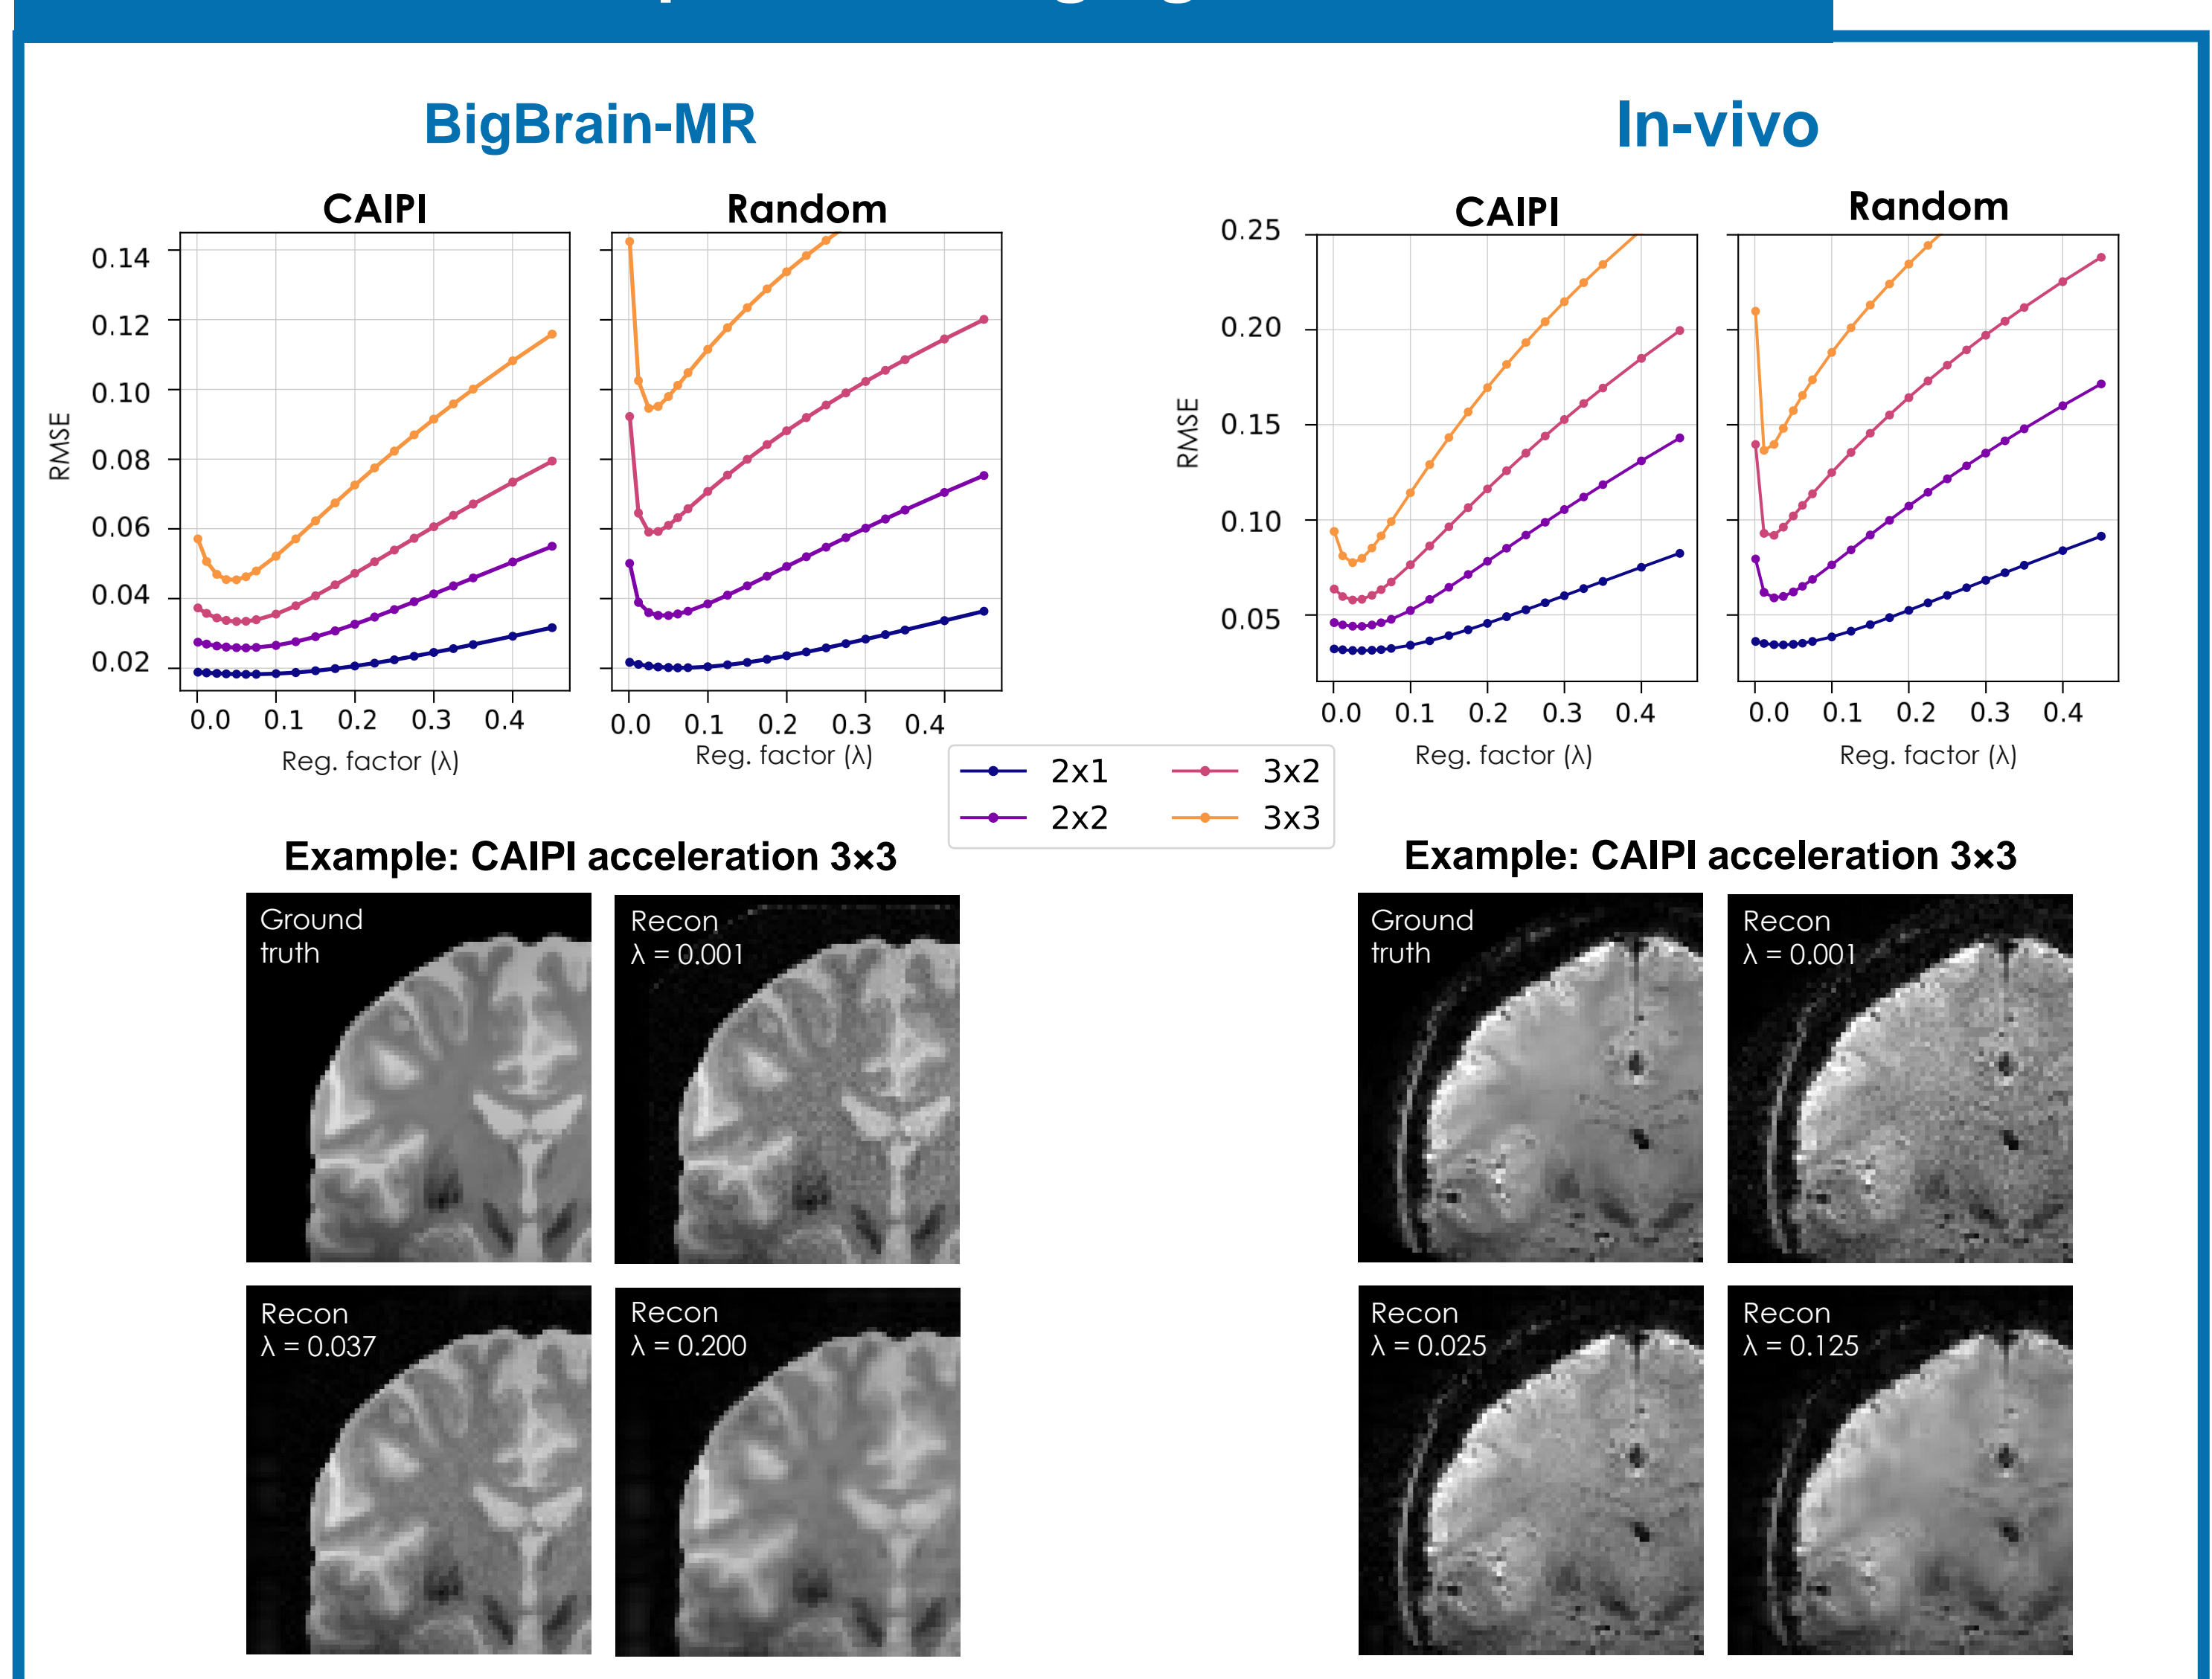 BigBrain-MR
In-vivo
CAIPI
Random
CAIPI
Random
RMSE
0.14
0.12
0.10
0.08
0.06
0.04
0.02
0.0 0.1 0.2 0.3 0.4
Reg. factor (λ)
0.0 0.1 0.2 0.3 0.4
Reg. factor (λ)
RMSE
0.25
0.20
0.15
0.10
0.05
0.0 0.1 0.2 0.3 0.4
Reg. factor (λ)
0.0 0.1 0.2 0.3 0.4
Reg. factor (λ)
2x1 3x2
2x2 3x3
Example: CAIPI acceleration 3×3
Ground
truth
Recon
λ = 0.001
Recon
λ = 0.037
Recon
λ = 0.200
Example: CAIPI acceleration 3×3
Ground
truth
Recon
λ = 0.001
Recon
λ = 0.025
Recon
λ = 0.125